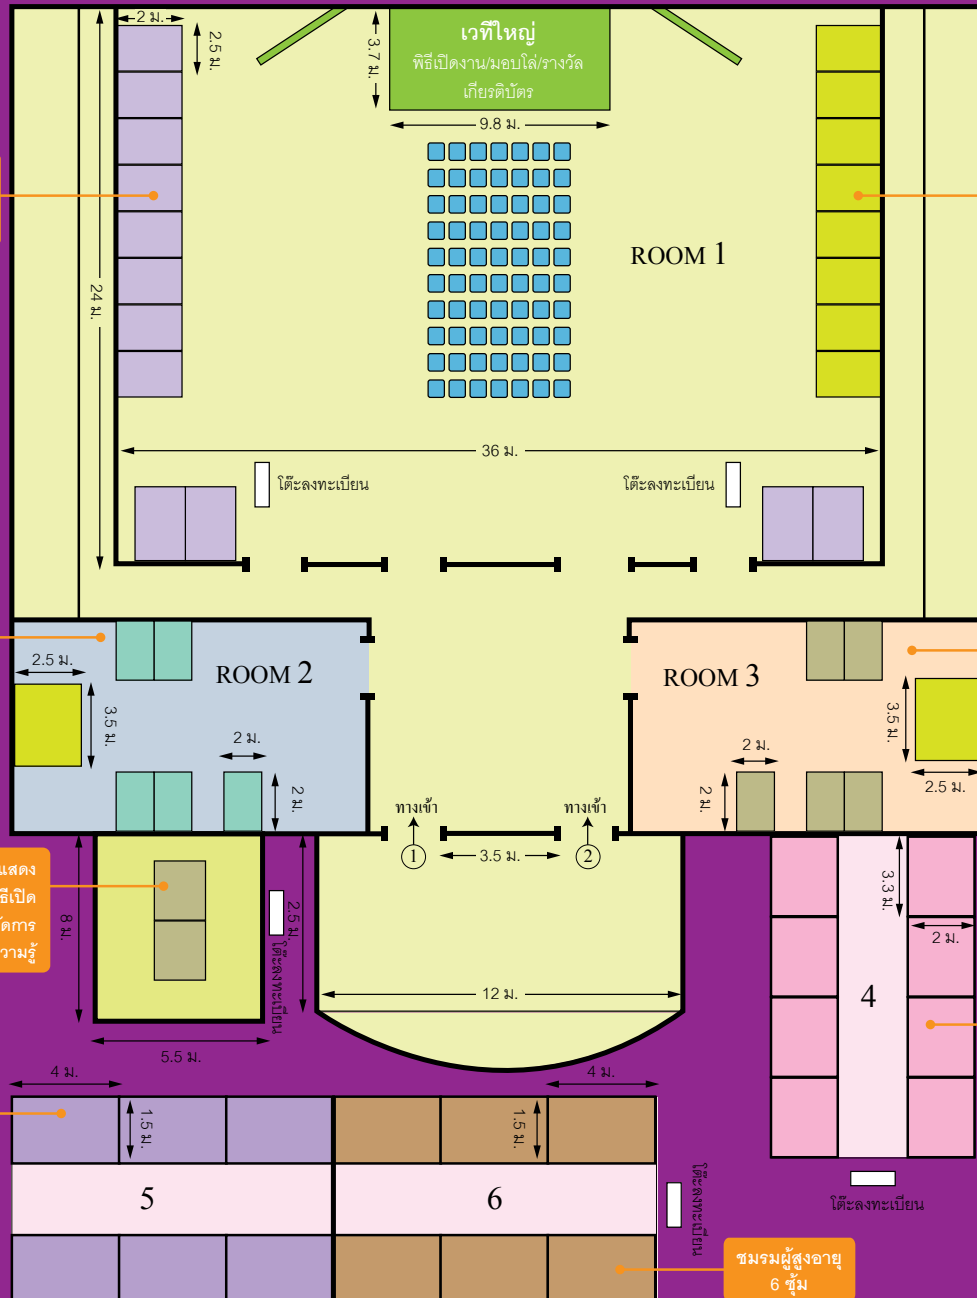 2 ม.
2.5 ม.
3.7 ม.
เวทีใหญ่
พิธีเปิดงาน/มอบโล่/รางวัล
เกียรติบัตร
9.8 ม.
ROOM 1
24 ม.
36 ม.
โต๊ะลงทะเบียน
โต๊ะลงทะเบียน
ROOM 2
2.5 ม.
3.5 ม.
2 ม.
2 ม.
ROOM 3
3.5 ม.
2.5 ม.
2 ม.
2 ม.
ทางเข้า
1
ทางเข้า
2
3.5 ม.
แสดง
ธีเปิด
ัดการ
วามรู้
8 ม.
2.5 ม.
โต๊ะลงทะเบียน
5.5 ม.
12 ม.
3.3 ม.
2 ม.
4
โต๊ะลงทะเบียน
4 ม.
1.5 ม.
5
4 ม.
1.5 ม.
6
โต๊ะลงทะเบียน
ชมรมผู้สูงอายุ
6 ซุ้ม